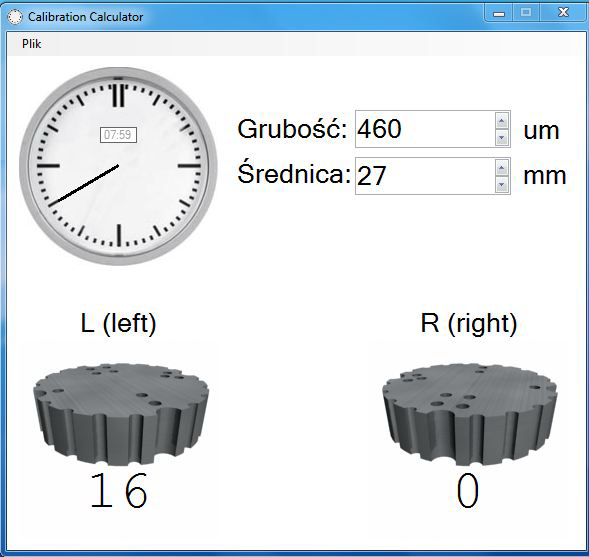 Calibration Calculator
Plik
07:59
Grubość: 460 um
Średnica: 27 mm
L (left)
R (right)
16
0